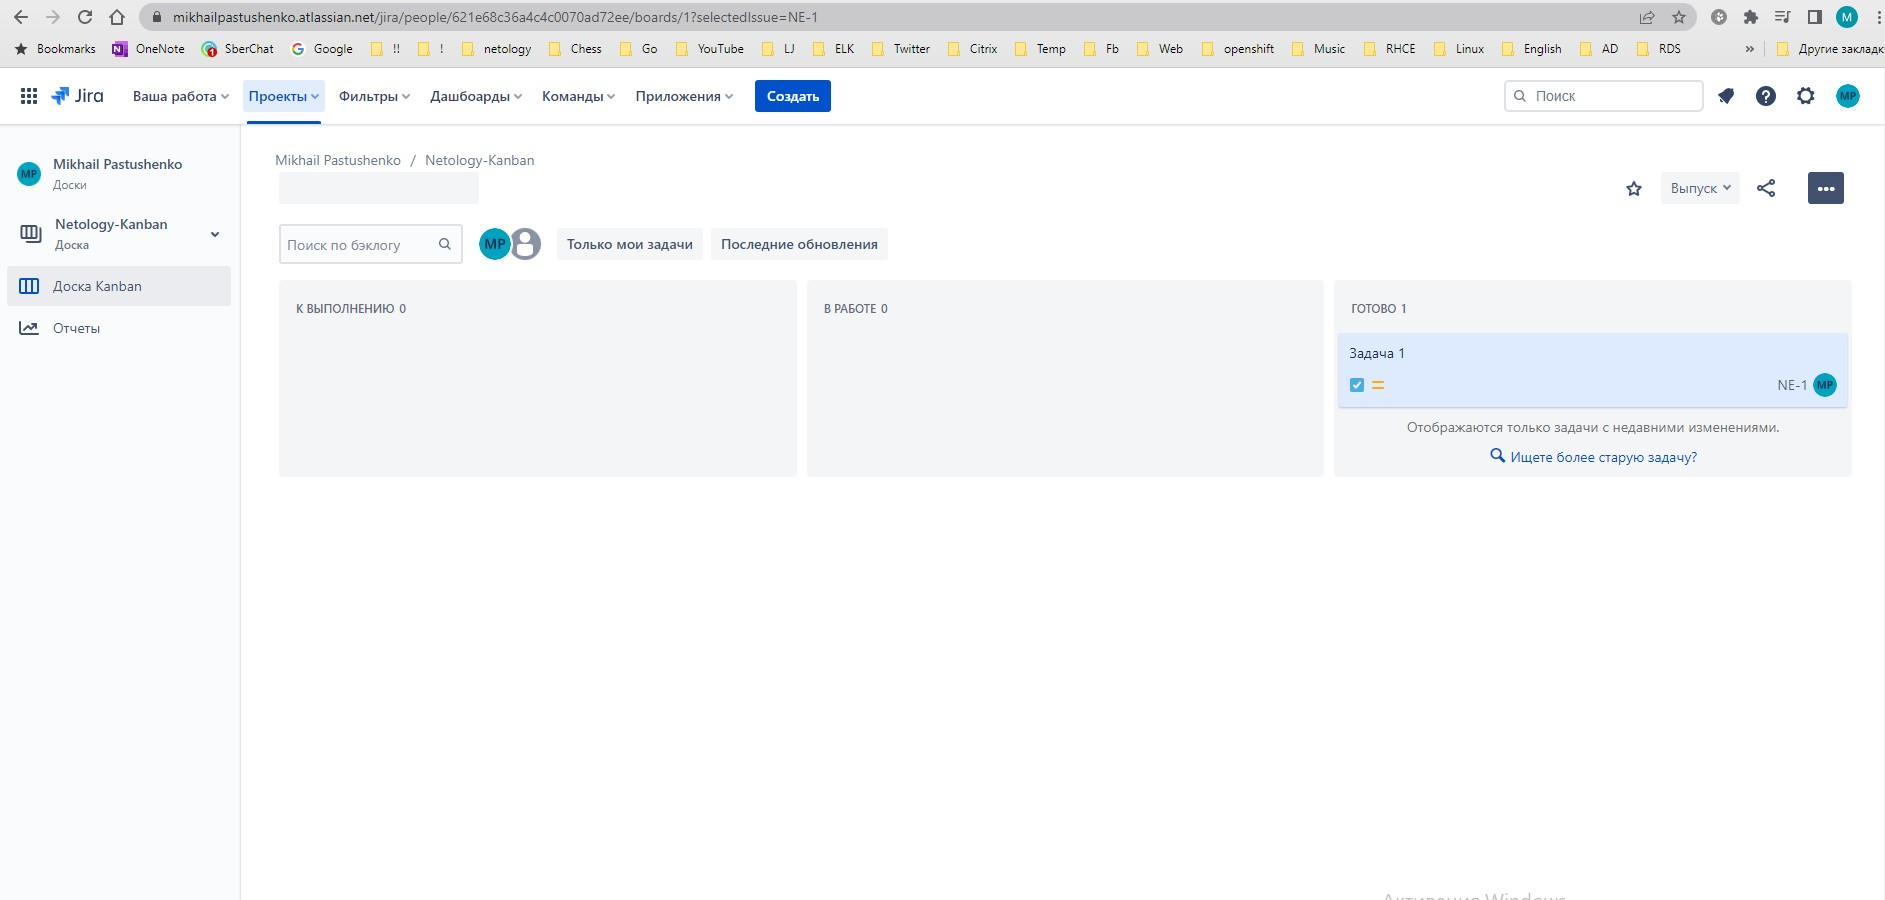 mikhailpastushenko.atlassian.net/jira/people/621e68c36a4c4c0070ad72ee/boards/1?selectedIssue=NE-1
M
Bookmarks OneNote SberChat Google !! ! netology Chess Go YouTube LJ ELK Twitter Citrix Temp Fb Web openshift Music RHCE Linux English AD RDS » Другие закладк
Jira Ваша работа Проекты Фильтры Дашбоарды Команды Приложения Создать Поиск MP
MP Mikhail Pastushenko
Доски
Netology-Kanban
Доска
Доска Kanban
Отчеты
Mikhail Pastushenko / Netology-Kanban
Выпуск
Поиск по бэклогу MP Только мои задачи Последние обновления
К ВЫПОЛНЕНИЮ 0
В РАБОТЕ 0
ГОТОВО 1
Задача 1
NE-1 MP
Отображаются только задачи с недавними изменениями.
Ищете более старую задачу?
Активация Windows